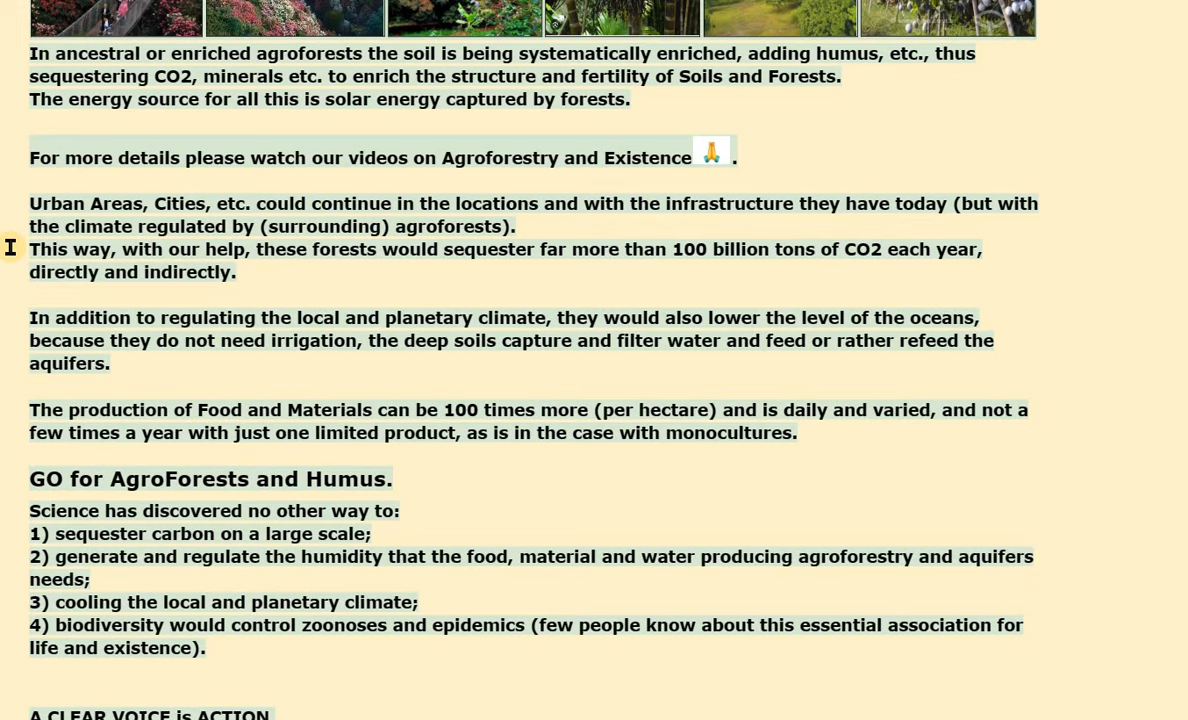 In ancestral or enriched agroforests the soil is being systematically enriched, adding humus, etc., thus
sequestering CO2, minerals etc. to enrich the structure and fertility of Soils and Forests.
The energy source for all this is solar energy captured by forests.
For more details please watch our videos on Agroforestry and Existence🙏.
Urban Areas, Cities, etc. could continue in the locations and with the infrastructure they have today (but with
the climate regulated by (surrounding) agroforests).
This way, with our help, these forests would sequester far more than 100 billion tons of CO2 each year,
directly and indirectly.
In addition to regulating the local and planetary climate, they would also lower the level of the oceans,
because they do not need irrigation, the deep soils capture and filter water and feed or rather refeed the
aquifers.
The production of Food and Materials can be 100 times more (per hectare) and is daily and varied, and not a
few times a year with just one limited product, as is in the case with monocultures.
GO for AgroForests and Humus.
Science has discovered no other way to:
1) sequester carbon on a large scale;
2) generate and regulate the humidity that the food, material and water producing agroforestry and aquifers
needs;
3) cooling the local and planetary climate;
4) biodiversity would control zoonoses and epidemics (few people know about this essential association for
life and existence).
A CLEAR VOICE is ACTION